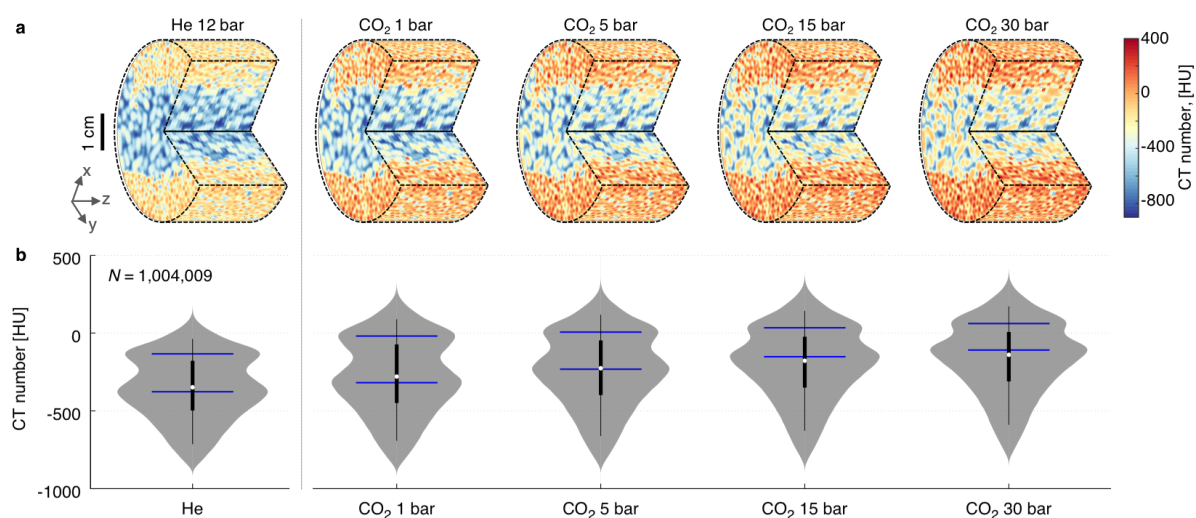 a
He 12 bar
CO₂ 1 bar
CO₂ 5 bar
CO₂ 15 bar
CO₂ 30 bar
1 cm
x
z
y
400
0
-400
-800
CT number, [HU]
b
N = 1,004,009
CT number [HU]
500
0
-500
-1000
He
CO₂ 1 bar
CO₂ 5 bar
CO₂ 15 bar
CO₂ 30 bar